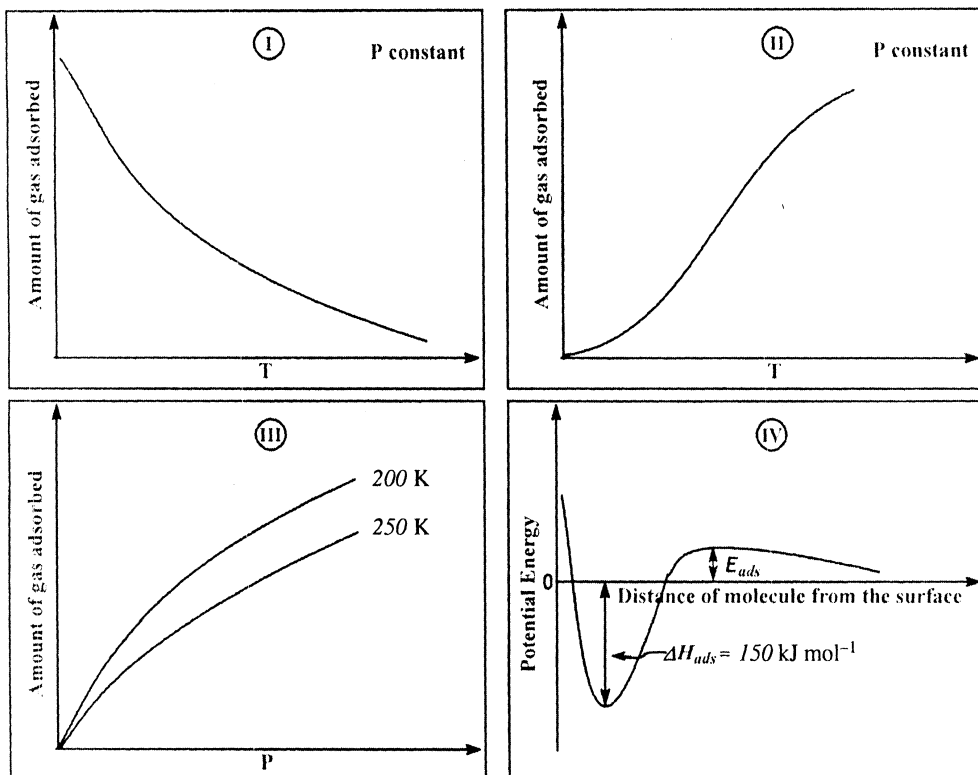 I
P constant
Amount of gas adsorbed
T
II
P constant
Amount of gas adsorbed
T
III
200 K
250 K
Amount of gas adsorbed
P
IV
Potential Energy
0
E_ads
Distance of molecule from the surface
ΔH_ads = 150 kJ mol⁻¹